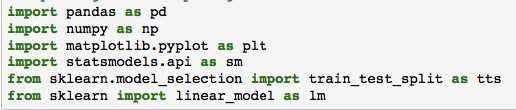 import pandas as pd
import numpy as np
import matplotlib.pyplot as plt
import statsmodels.api as sm
from sklearn.model_selection import train_test_split as tts
from sklearn import linear_model as lm